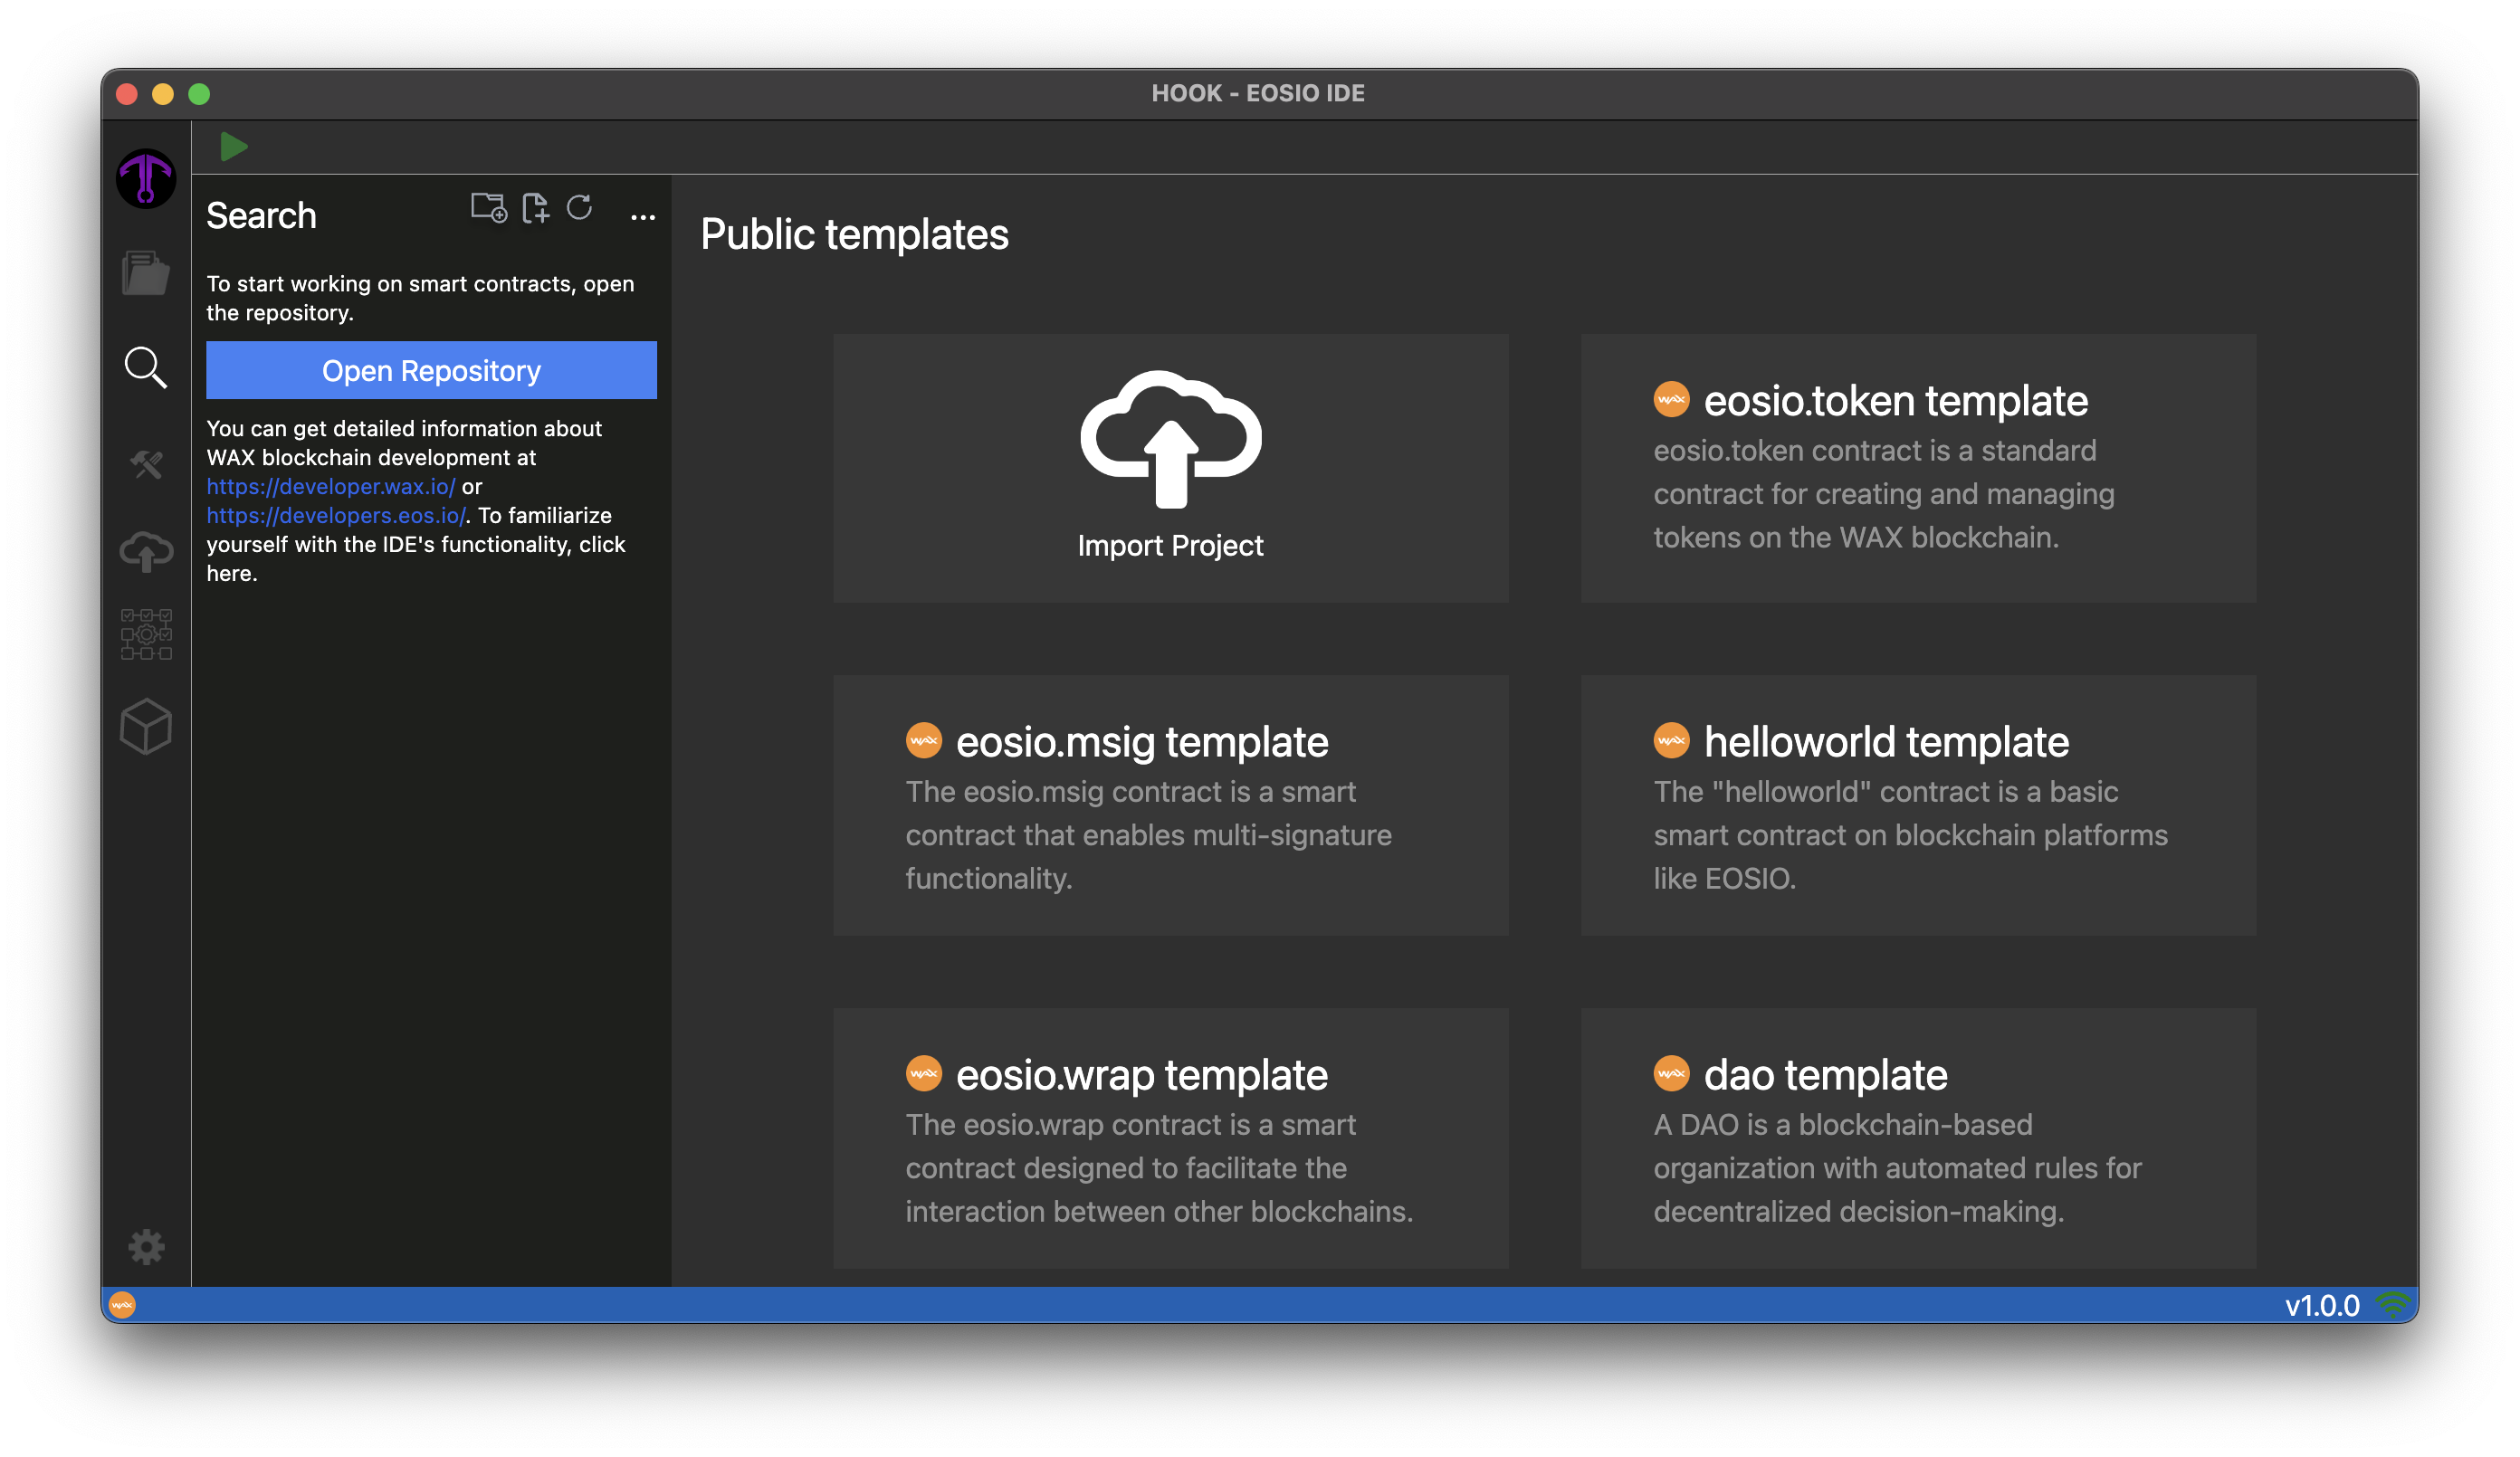 HOOK - EOSIO IDE
Search
...
To start working on smart contracts, open
the repository.
Open Repository
You can get detailed information about
WAX blockchain development at
https://developer.wax.io/ or
https://developers.eos.io/. To familiarize
yourself with the IDE's functionality, click
here.
Public templates
Import Project
WAX eosio.token template
eosio.token contract is a standard
contract for creating and managing
tokens on the WAX blockchain.
WAX eosio.msig template
The eosio.msig contract is a smart
contract that enables multi-signature
functionality.
WAX helloworld template
The "helloworld" contract is a basic
smart contract on blockchain platforms
like EOSIO.
WAX eosio.wrap template
The eosio.wrap contract is a smart
contract designed to facilitate the
interaction between other blockchains.
WAX dao template
A DAO is a blockchain-based
organization with automated rules for
decentralized decision-making.
WAX
v1.0.0